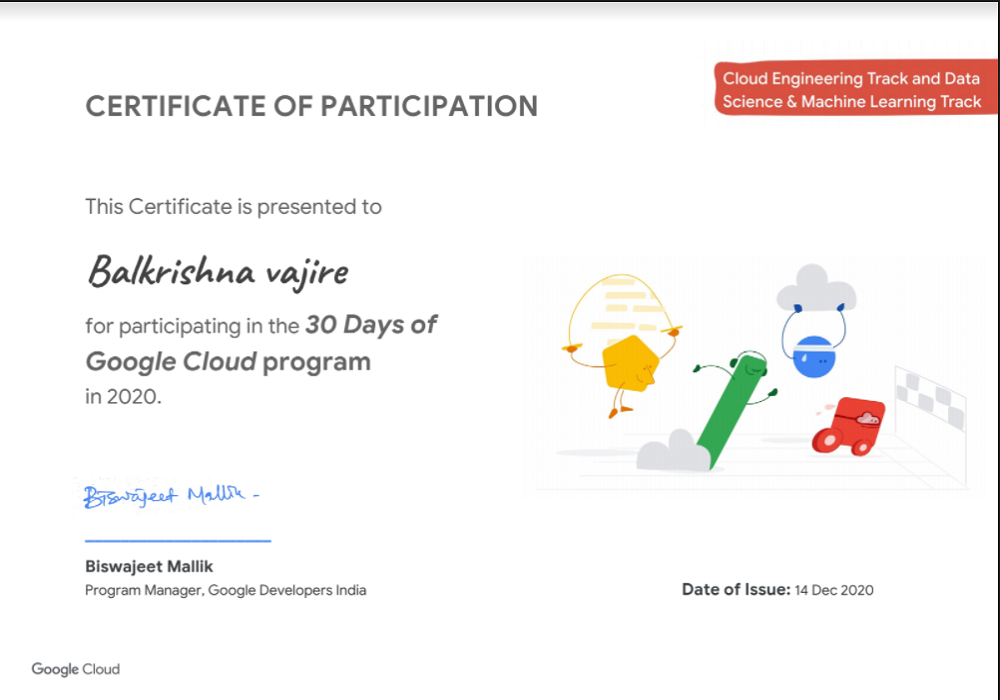 Cloud Engineering Track and Data
Science & Machine Learning Track
CERTIFICATE OF PARTICIPATION
This Certificate is presented to
Balkrishna vajire
for participating in the 30 Days of
Google Cloud program
in 2020.
Biswajeet Mallik -
Biswajeet Mallik
Program Manager, Google Developers India
Date of Issue: 14 Dec 2020
Google Cloud